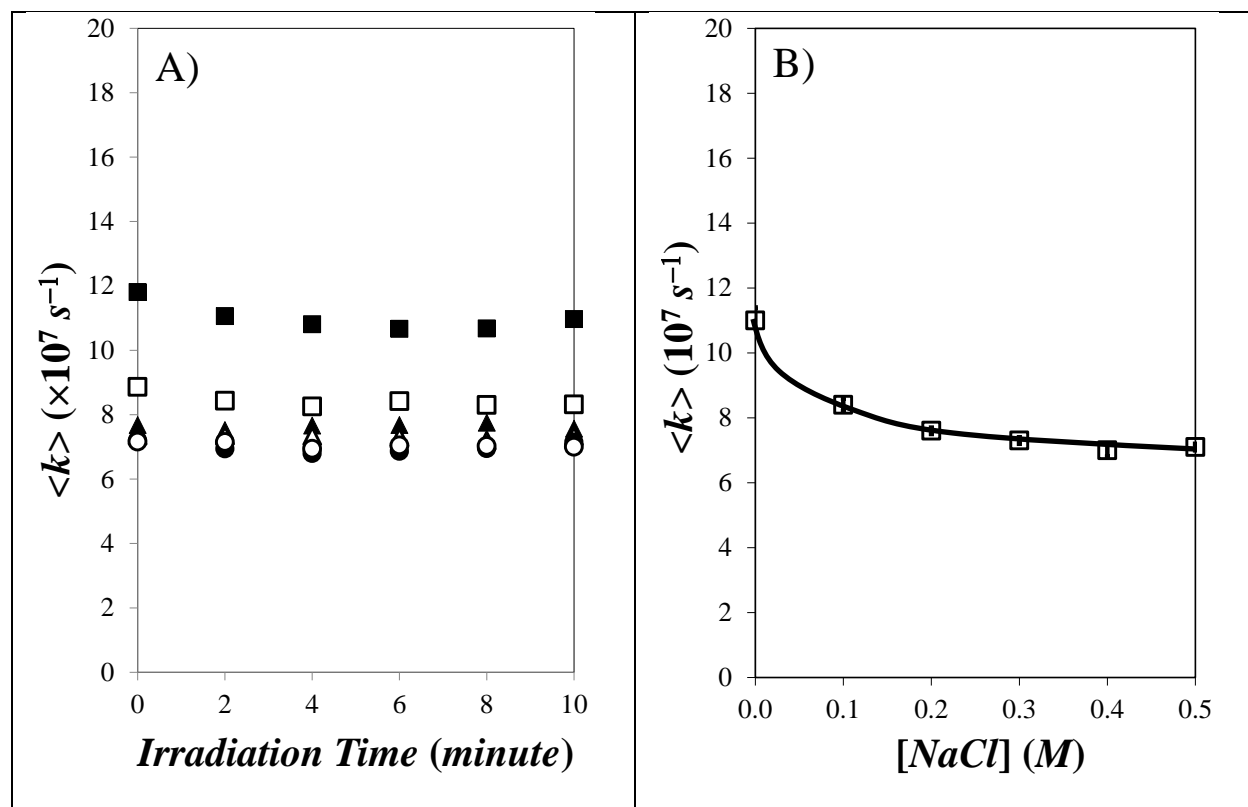 A)
20
18
16
14
12
10
8
6
4
2
0
<k> (×10⁷ s⁻¹)
0 2 4 6 8 10
Irradiation Time (minute)
B)
20
18
16
14
12
10
8
6
4
2
0
<k> (10⁷ s⁻¹)
0.0 0.1 0.2 0.3 0.4 0.5
[NaCl] (M)